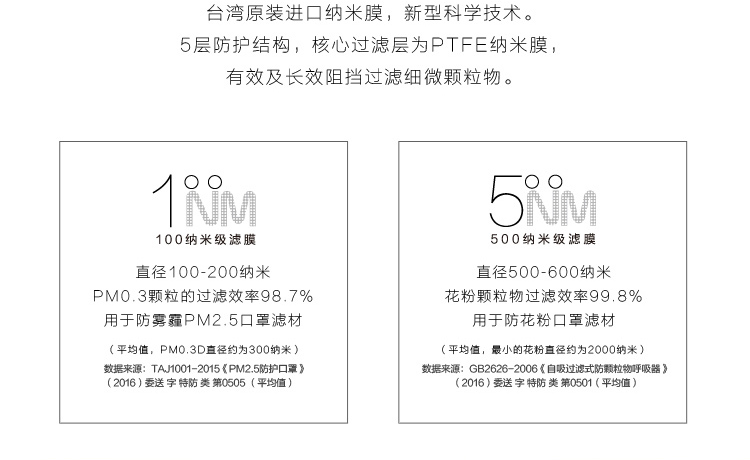 台湾原装进口纳米膜，新型科学技术。
5层防护结构，核心过滤层为PTFE纳米膜，
有效及长效阻挡过滤细微颗粒物。
100NM
100纳米级滤膜
直径100-200纳米
PM0.3颗粒的过滤效率98.7%
用于防雾霾PM2.5口罩滤材
（平均值，PM0.3D直径约为300纳米）
数据来源：TAJ1001-2015《PM2.5防护口罩》
（2016）委送 字 特防 类 第0505 （平均值）
500NM
500纳米级滤膜
直径500-600纳米
花粉颗粒物过滤效率99.8%
用于防花粉口罩滤材
（平均值，最小的花粉直径约为2000纳米）
数据来源：GB2626-2006《自吸过滤式防颗粒物呼吸器》
（2016）委送 字 特防 类 第0501（平均值）